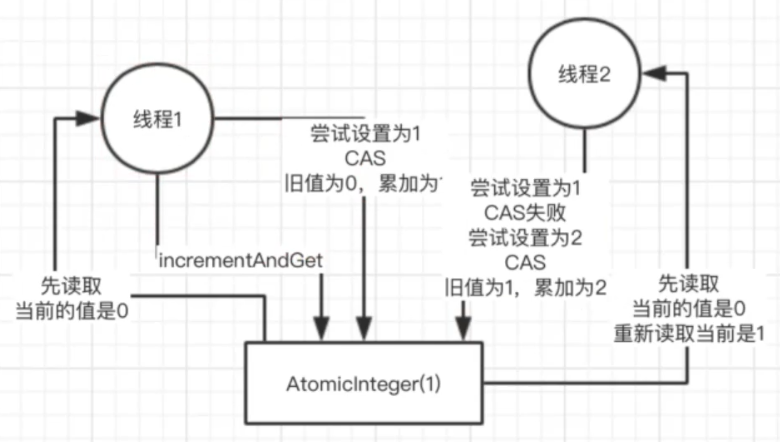 线程1
线程2
尝试设置为1
CAS
旧值为0，累加为
尝试设置为1
CAS失败
尝试设置为2
CAS
旧值为1，累加为2
incrementAndGet
先读取
当前的值是0
先读取
当前的值是0
重新读取当前是1
AtomicInteger(1)